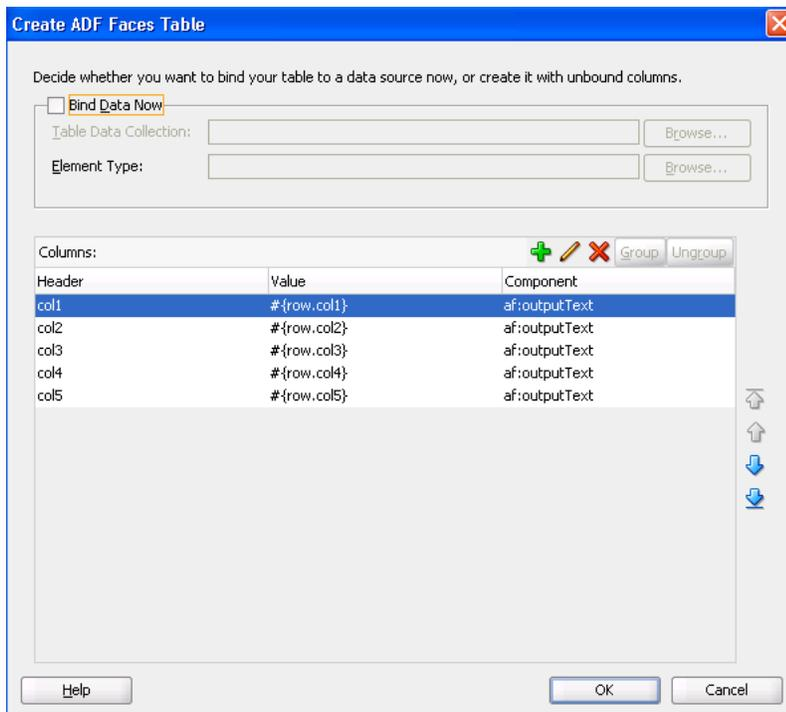 Create ADF Faces Table
Decide whether you want to bind your table to a data source now, or create it with unbound columns.
Bind Data Now
Table Data Collection: Browse...
Element Type: Browse...
Columns: Group Ungroup
Header Value Component
col1 #{row.col1} af:outputText
col2 #{row.col2} af:outputText
col3 #{row.col3} af:outputText
col4 #{row.col4} af:outputText
col5 #{row.col5} af:outputText
Help OK Cancel